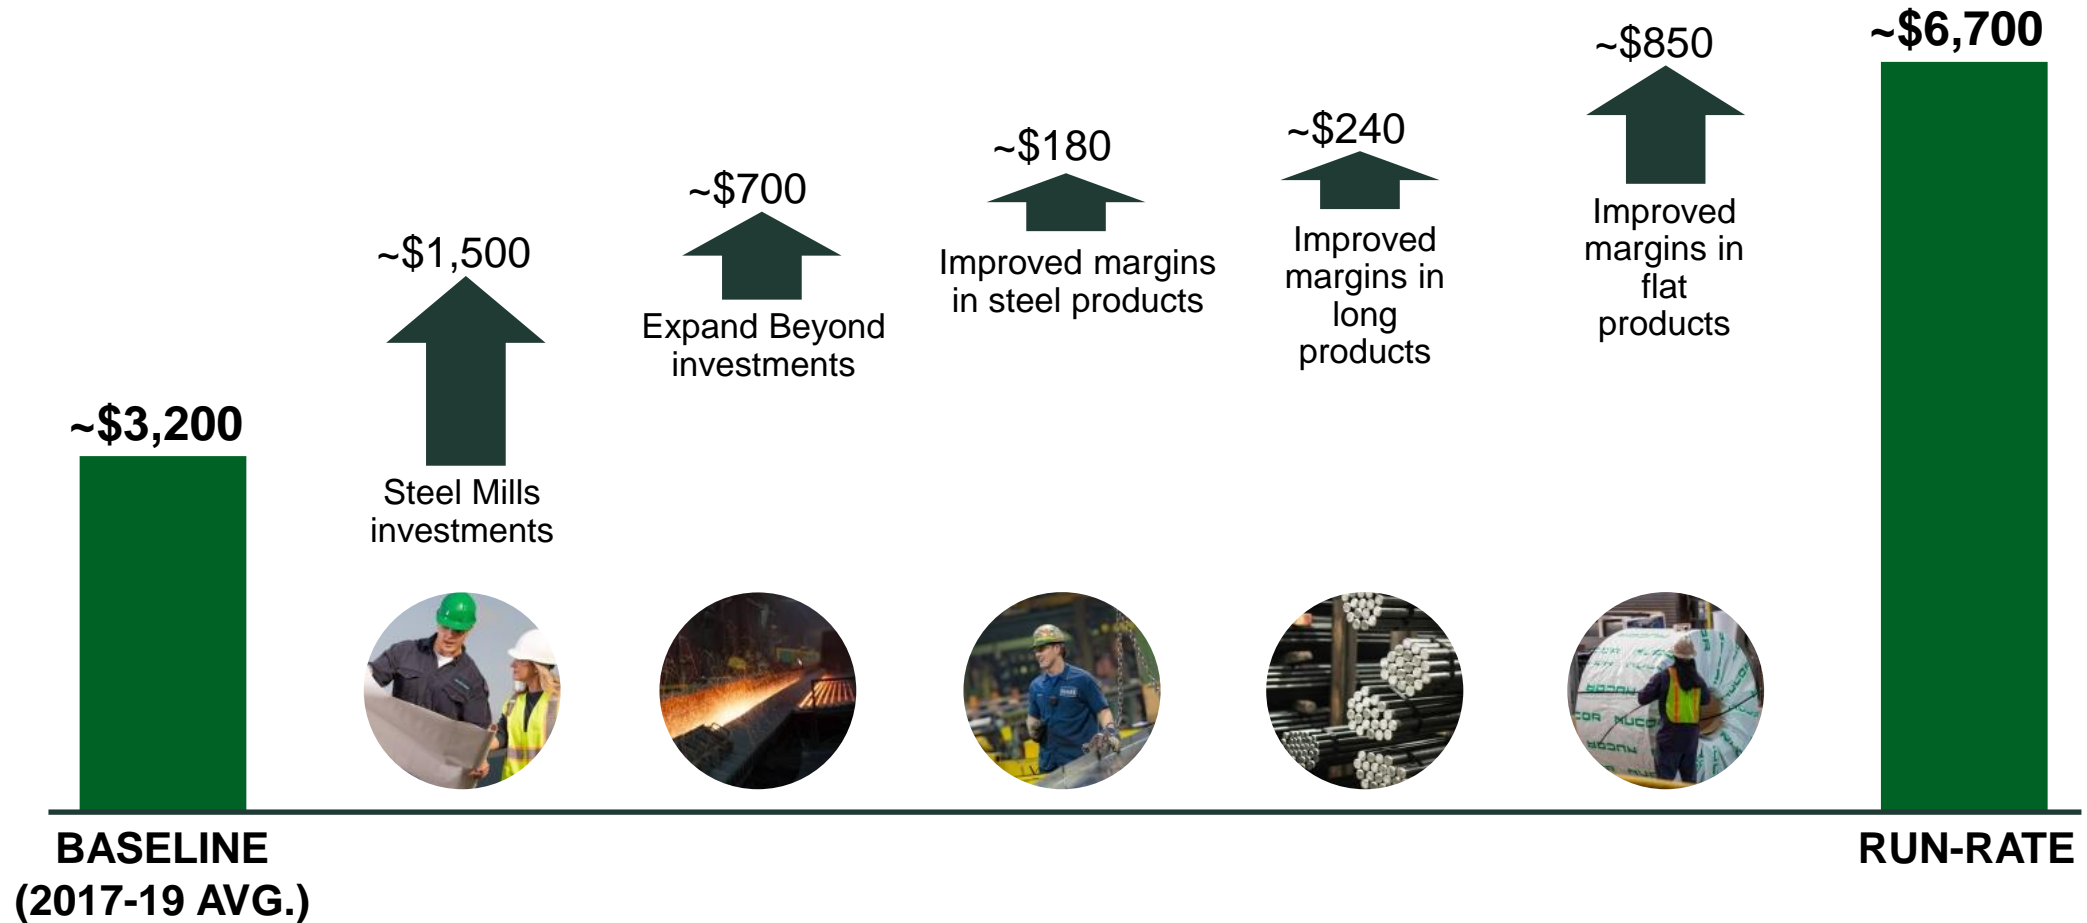 ~$3,200
BASELINE
(2017-19 AVG.)
~$1,500
Steel Mills
investments
~$700
Expand Beyond
investments
~$180
Improved margins
in steel products
~$240
Improved
margins in
long
products
~$850
Improved
margins in
flat
products
NUCOR
~$6,700
RUN-RATE